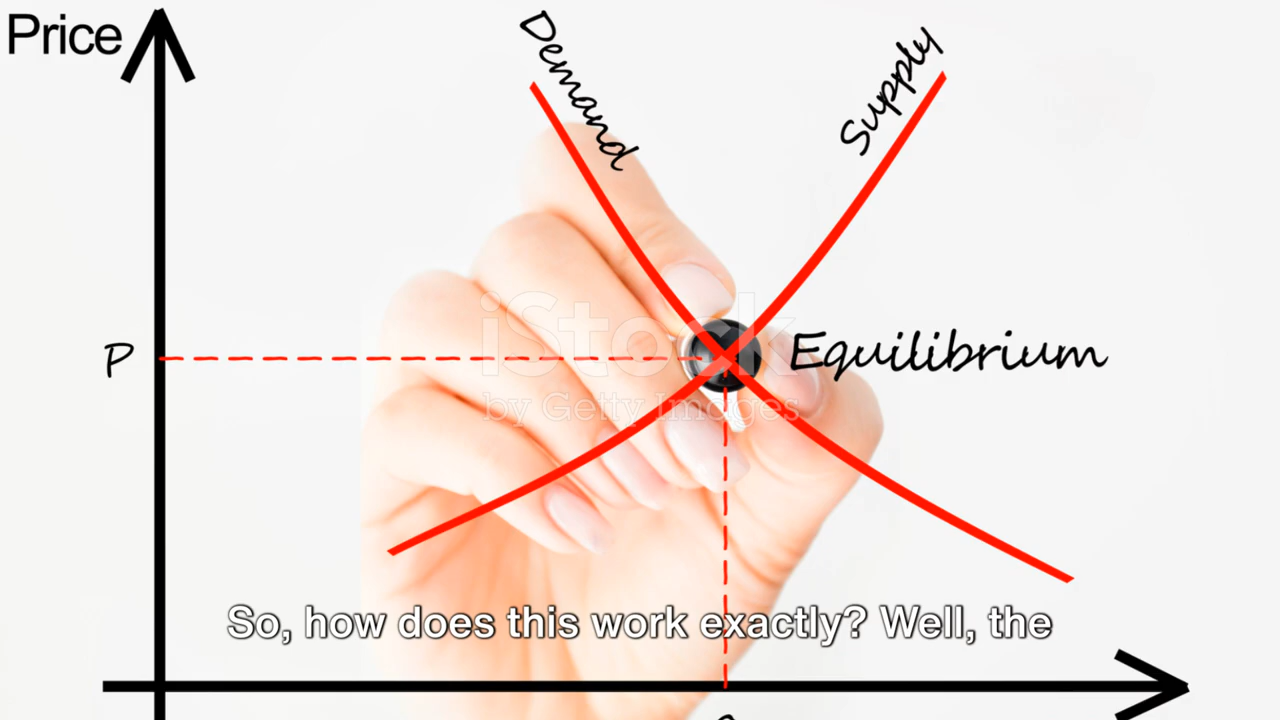 Price
Demand
Supply
P
Equilibrium
iStock
by Getty Images
So, how does this work exactly? Well, the